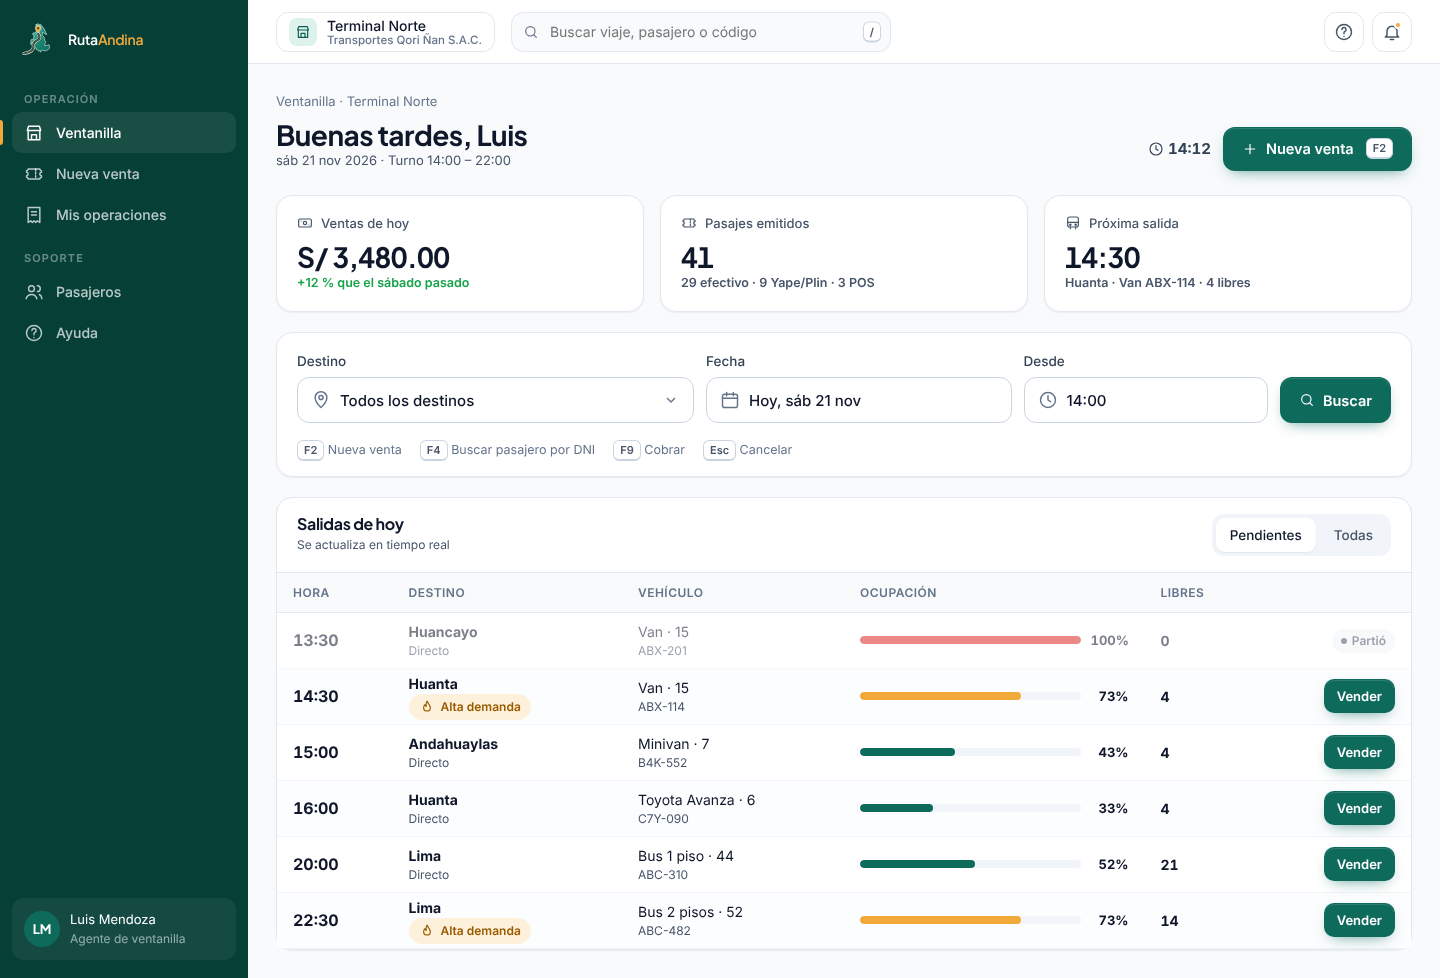 RutaAndina
OPERACIÓN
Ventanilla
Nueva venta
Mis operaciones
SOPORTE
Pasajeros
Ayuda
LM
Luis Mendoza
Agente de ventanilla
Terminal Norte
Transportes Qori Ñan S.A.C.
Buscar viaje, pasajero o código
/
Ventanilla · Terminal Norte
Buenas tardes, Luis
sáb 21 nov 2026 · Turno 14:00 – 22:00
14:12
Nueva venta F2
Ventas de hoy
S/ 3,480.00
+12 % que el sábado pasado
Pasajes emitidos
41
29 efectivo · 9 Yape/Plin · 3 POS
Próxima salida
14:30
Huanta · Van ABX-114 · 4 libres
Destino
Todos los destinos
Fecha
Hoy, sáb 21 nov
Desde
14:00
Buscar
F2 Nueva venta F4 Buscar pasajero por DNI F9 Cobrar Esc Cancelar
Salidas de hoy
Se actualiza en tiempo real
Pendientes Todas
HORA DESTINO VEHÍCULO OCUPACIÓN LIBRES
13:30 Huancayo Van · 15 100% 0 Partió
Directo ABX-201
14:30 Huanta Van · 15 73% 4 Vender
Alta demanda ABX-114
15:00 Andahuaylas Minivan · 7 43% 4 Vender
Directo B4K-552
16:00 Huanta Toyota Avanza · 6 33% 4 Vender
Directo C7Y-090
20:00 Lima Bus 1 piso · 44 52% 21 Vender
Directo ABC-310
22:30 Lima Bus 2 pisos · 52 73% 14 Vender
Alta demanda ABC-482